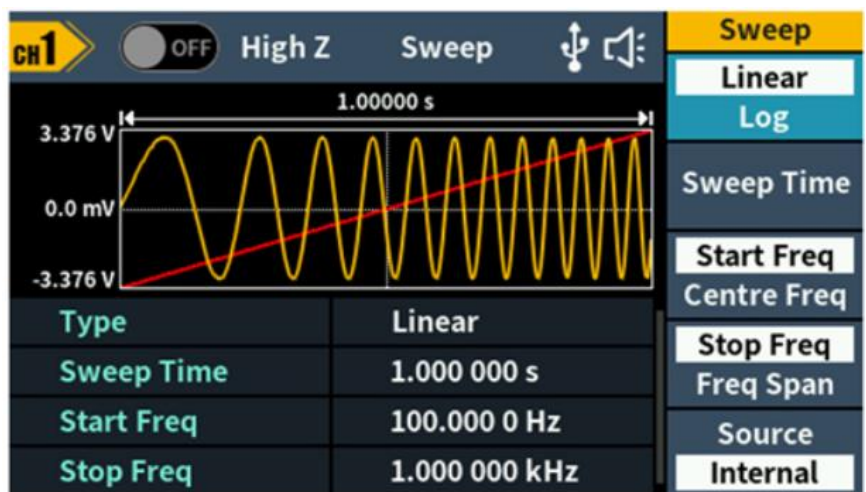 CH1 OFF High Z Sweep
1.00000 s
3.376 V
0.0 mV
-3.376 V
Type Linear
Sweep Time 1.000 000 s
Start Freq 100.000 0 Hz
Stop Freq 1.000 000 kHz
Sweep
Linear
Log
Sweep Time
Start Freq
Centre Freq
Stop Freq
Freq Span
Source
Internal